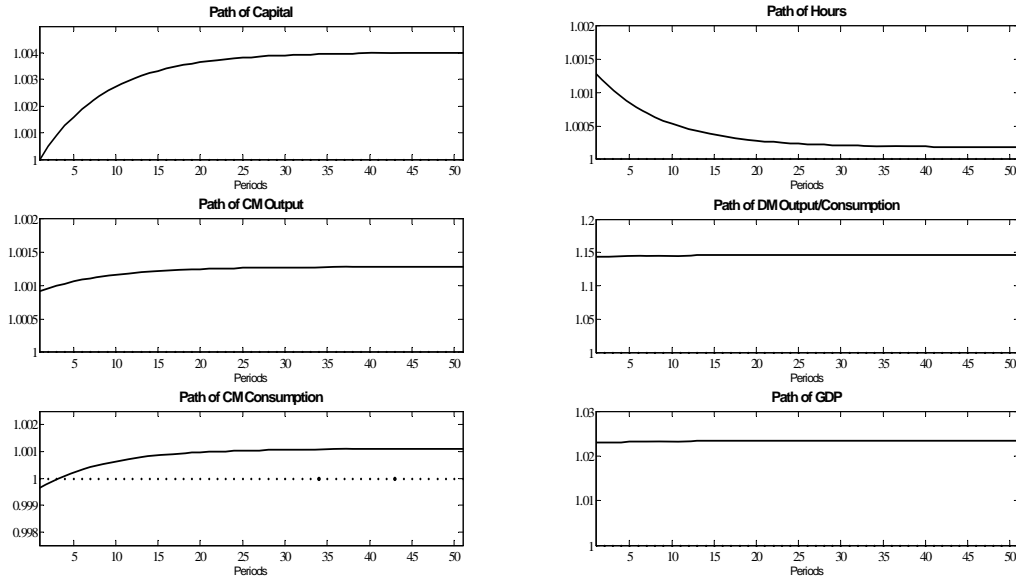 Path of Capital
1.004
1.003
1.002
1.001
1
5 10 15 20 25 30 35 40 45 50
Periods
Path of Hours
1.002
1.0015
1.001
1.0005
1
5 10 15 20 25 30 35 40 45 50
Periods
Path of CM Output
1.002
1.0015
1.001
1.0005
1
5 10 15 20 25 30 35 40 45 50
Periods
Path of DM Output/Consumption
1.2
1.15
1.1
1.05
1
5 10 15 20 25 30 35 40 45 50
Periods
Path of CM Consumption
1.002
1.001
1
0.999
0.998
5 10 15 20 25 30 35 40 45 50
Periods
Path of GDP
1.03
1.02
1.01
1
5 10 15 20 25 30 35 40 45 50
Periods